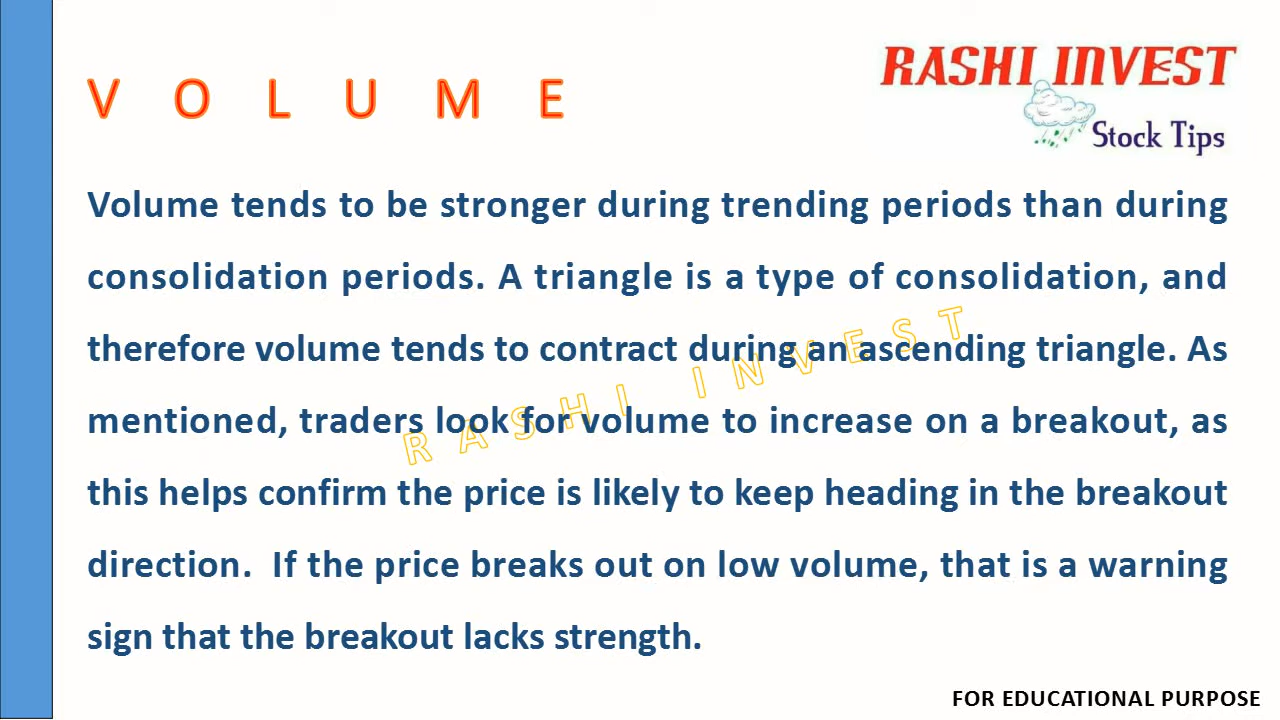 V O L U M E
RASHI INVEST
Stock Tips
Volume tends to be stronger during trending periods than during
consolidation periods. A triangle is a type of consolidation, and
therefore volume tends to contract during an ascending triangle. As
mentioned, traders look for volume to increase on a breakout, as
this helps confirm the price is likely to keep heading in the breakout
direction.  If the price breaks out on low volume, that is a warning
sign that the breakout lacks strength.
R A S H I  I N V E S T
FOR EDUCATIONAL PURPOSE